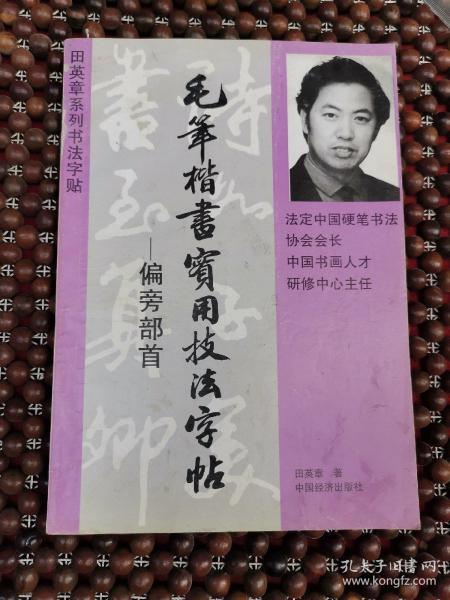 田英章系列书法字贴
毛筆楷書實用技法字帖
—偏旁部首
法定中国硬笔书法
协会会长
中国书画人才
研修中心主任
田英章 著
中国经济出版社
孔夫子旧书网
www.kongfz.com